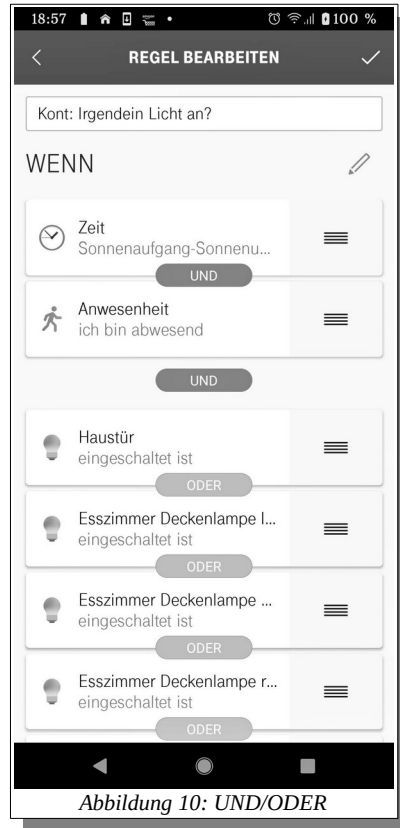 18:57 100 %
REGEL BEARBEITEN
Kont: Irgendein Licht an?
WENN
Zeit
Sonnenaufgang-Sonnenu...
UND
Anwesenheit
ich bin abwesend
UND
Haustür
eingeschaltet ist
ODER
Esszimmer Deckenlampe l...
eingeschaltet ist
ODER
Esszimmer Deckenlampe ...
eingeschaltet ist
ODER
Esszimmer Deckenlampe r...
eingeschaltet ist
ODER
Abbildung 10: UND/ODER